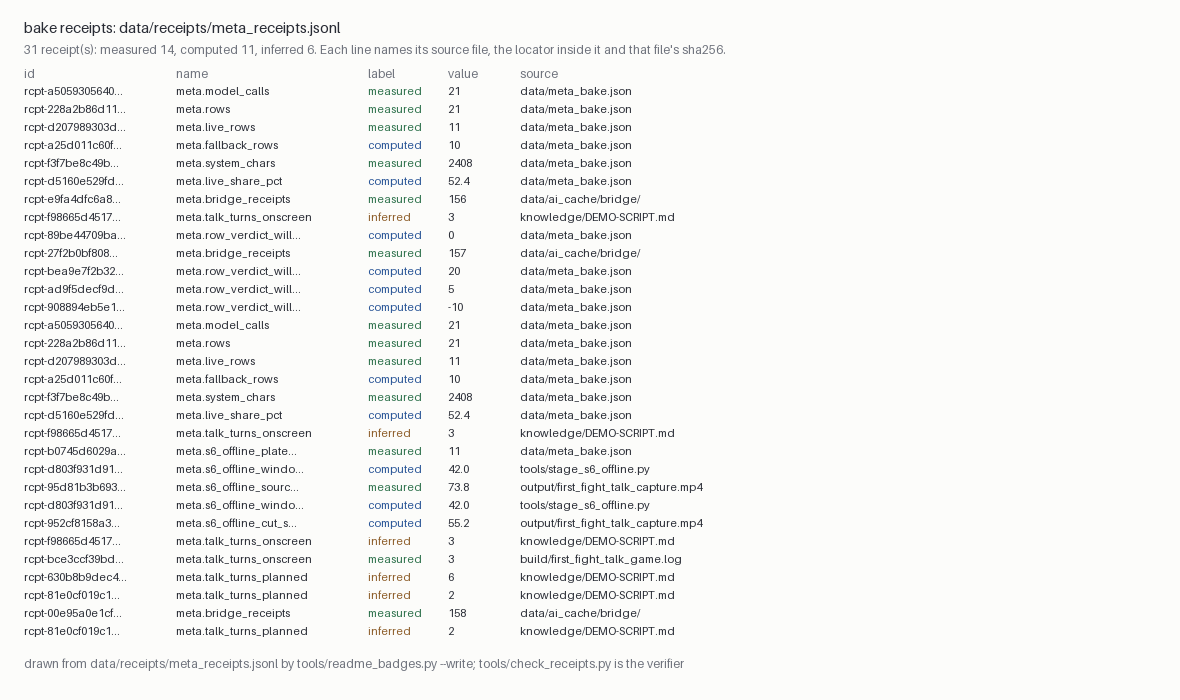 bake receipts: data/receipts/meta_receipts.jsonl
31 receipt(s): measured 14, computed 11, inferred 6. Each line names its source file, the locator inside it and that file's sha256.
id name label value source
rcpt-a5059305640... meta.model_calls measured 21 data/meta_bake.json
rcpt-228a2b86d11... meta.rows measured 21 data/meta_bake.json
rcpt-d207989303d... meta.live_rows measured 11 data/meta_bake.json
rcpt-a25d011c60f... meta.fallback_rows computed 10 data/meta_bake.json
rcpt-f3f7be8c49b... meta.system_chars measured 2408 data/meta_bake.json
rcpt-d5160e529fd... meta.live_share_pct computed 52.4 data/meta_bake.json
rcpt-e9fa4dfc6a8... meta.bridge_receipts measured 156 data/ai_cache/bridge/
rcpt-f98665d4517... meta.talk_turns_onscreen inferred 3 knowledge/DEMO-SCRIPT.md
rcpt-89be44709ba... meta.row_verdict_will... computed 0 data/meta_bake.json
rcpt-27f2b0bf808... meta.bridge_receipts measured 157 data/ai_cache/bridge/
rcpt-bea9e7f2b32... meta.row_verdict_will... computed 20 data/meta_bake.json
rcpt-ad9f5decf9d... meta.row_verdict_will... computed 5 data/meta_bake.json
rcpt-908894eb5e1... meta.row_verdict_will... computed -10 data/meta_bake.json
rcpt-a5059305640... meta.model_calls measured 21 data/meta_bake.json
rcpt-228a2b86d11... meta.rows measured 21 data/meta_bake.json
rcpt-d207989303d... meta.live_rows measured 11 data/meta_bake.json
rcpt-a25d011c60f... meta.fallback_rows computed 10 data/meta_bake.json
rcpt-f3f7be8c49b... meta.system_chars measured 2408 data/meta_bake.json
rcpt-d5160e529fd... meta.live_share_pct computed 52.4 data/meta_bake.json
rcpt-f98665d4517... meta.talk_turns_onscreen inferred 3 knowledge/DEMO-SCRIPT.md
rcpt-b0745d6029a... meta.s6_offline_plate... measured 11 data/meta_bake.json
rcpt-d803f931d91... meta.s6_offline_windo... computed 42.0 tools/stage_s6_offline.py
rcpt-95d81b3b693... meta.s6_offline_sourc... measured 73.8 output/first_fight_talk_capture.mp4
rcpt-d803f931d91... meta.s6_offline_windo... computed 42.0 tools/stage_s6_offline.py
rcpt-952cf8158a3... meta.s6_offline_cut_s... computed 55.2 output/first_fight_talk_capture.mp4
rcpt-f98665d4517... meta.talk_turns_onscreen inferred 3 knowledge/DEMO-SCRIPT.md
rcpt-bce3ccf39bd... meta.talk_turns_onscreen measured 3 build/first_fight_talk_game.log
rcpt-630b8b9dec4... meta.talk_turns_planned inferred 6 knowledge/DEMO-SCRIPT.md
rcpt-81e0cf019c1... meta.talk_turns_planned inferred 2 knowledge/DEMO-SCRIPT.md
rcpt-00e95a0e1cf... meta.bridge_receipts measured 158 data/ai_cache/bridge/
rcpt-81e0cf019c1... meta.talk_turns_planned inferred 2 knowledge/DEMO-SCRIPT.md
drawn from data/receipts/meta_receipts.jsonl by tools/readme_badges.py --write; tools/check_receipts.py is the verifier